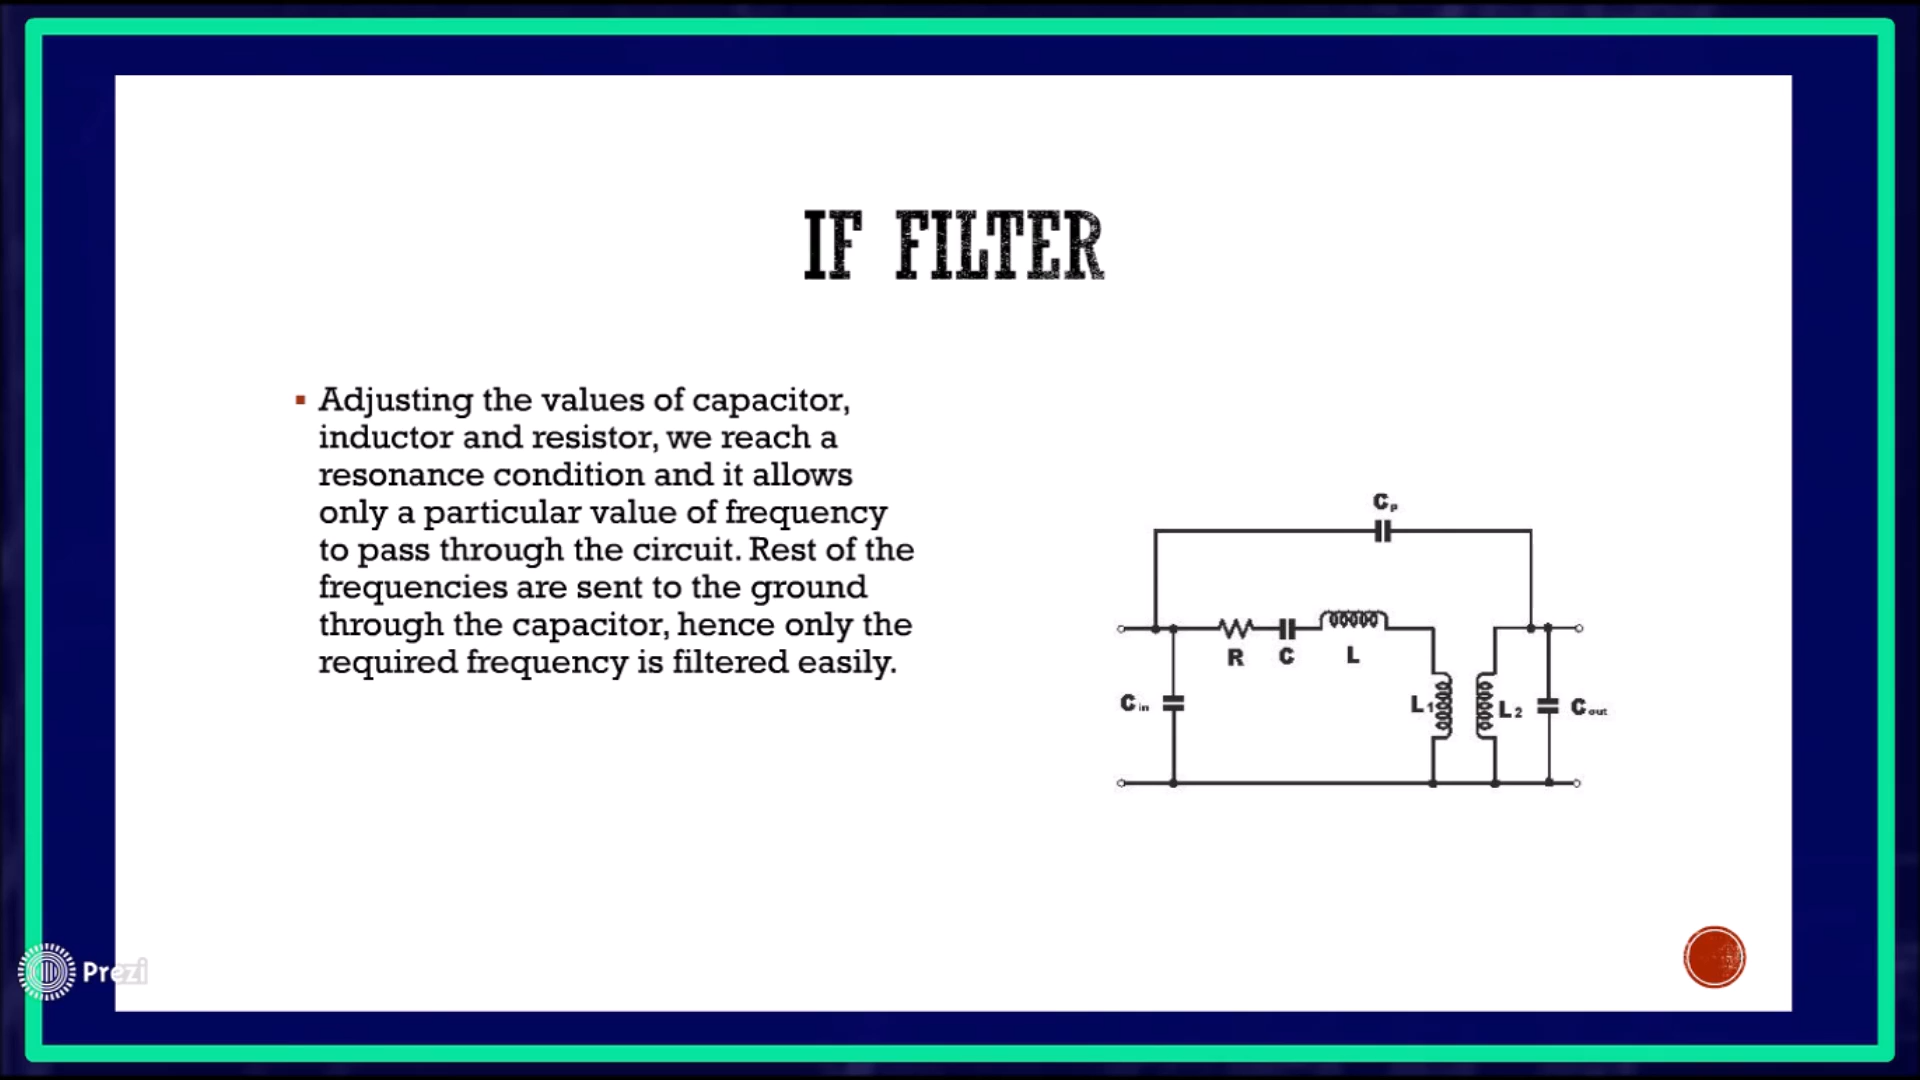 IF FILTER
Adjusting the values of capacitor,
inductor and resistor, we reach a
resonance condition and it allows
only a particular value of frequency
to pass through the circuit. Rest of the
frequencies are sent to the ground
through the capacitor, hence only the
required frequency is filtered easily.
Cp
R C L
Cin
L1
L2
Cout
Prezi